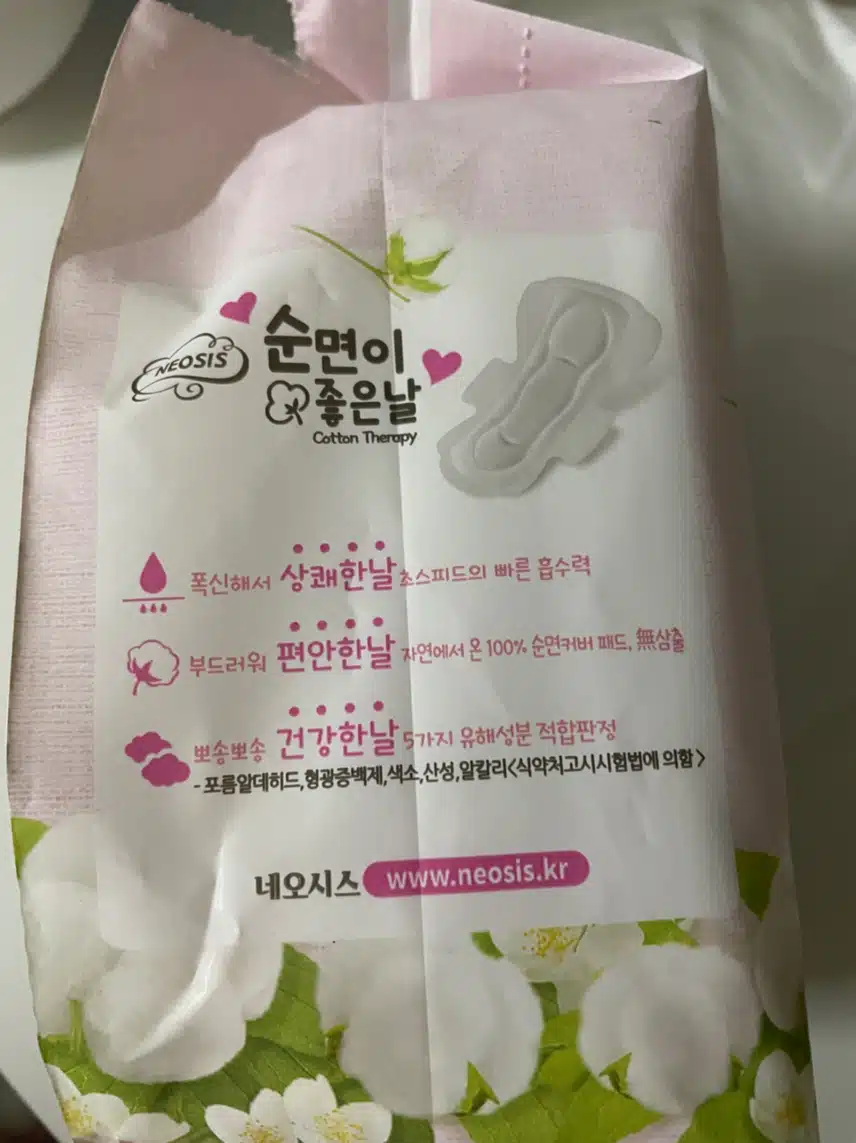 NEOSIS
순면이
좋은날
Cotton Therapy
폭신해서 상쾌한날 초스피드의 빠른 흡수력
부드러워 편안한날 자연에서 온 100% 순면커버 패드, 無삼출
뽀송뽀송 건강한날 5가지 유해성분 적합판정
- 포름알데히드,형광증백제,색소,산성,알칼리<식약처고시시험법에 의함>
네오시스 www.neosis.kr